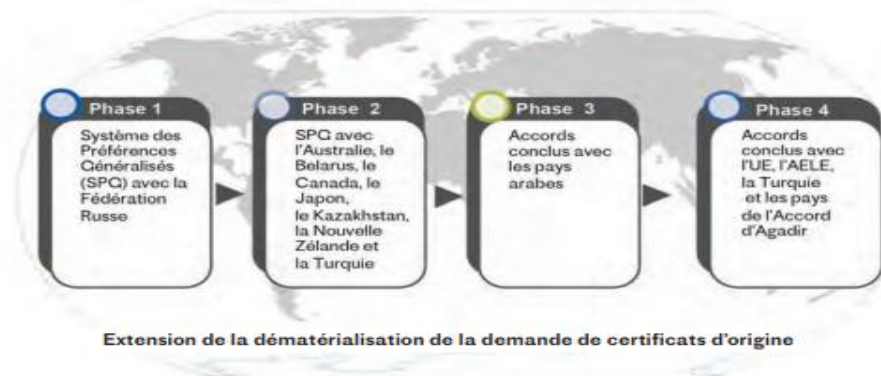 Phase 1
Système des
Préférences
Généralisés
(SPG) avec la
Fédération
Russe
Phase 2
SPG avec
l'Australie, le
Belarus, le
Canada, le
Japon,
le Kazakhstan,
la Nouvelle
Zélande et
la Turquie
Phase 3
Accords
conclus avec
les pays
arabes
Phase 4
Accords
conclus avec
l'UE, l'AELE,
la Turquie
et les pays
de l'Accord
d'Agadir
Extension de la dématérialisation de la demande de certificats d'origine